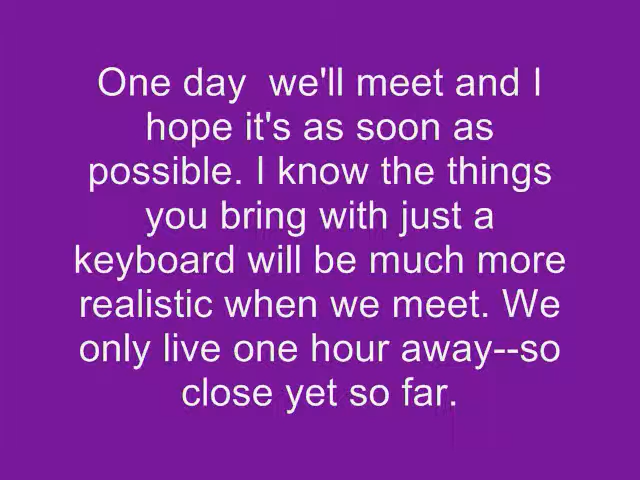 One day  we'll meet and I
hope it's as soon as
possible. I know the things
you bring with just a
keyboard will be much more
realistic when we meet. We
only live one hour away--so
close yet so far.